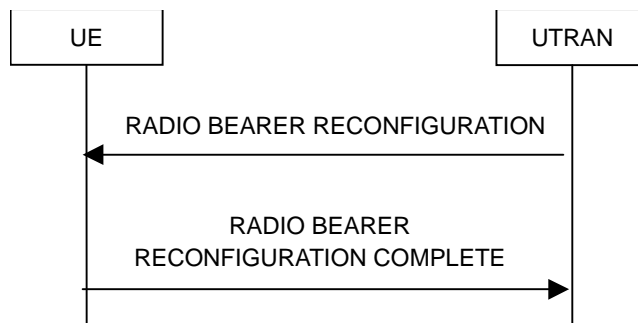 UE
UTRAN
RADIO BEARER RECONFIGURATION
RADIO BEARER
RECONFIGURATION COMPLETE